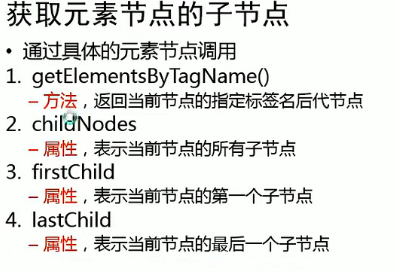 获取元素节点的子节点
• 通过具体的元素节点调用
1. getElementsByTagName()
– 方法，返回当前节点的指定标签名后代节点
2. childNodes
– 属性，表示当前节点的所有子节点
3. firstChild
– 属性，表示当前节点的第一个子节点
4. lastChild
– 属性，表示当前节点的最后一个子节点